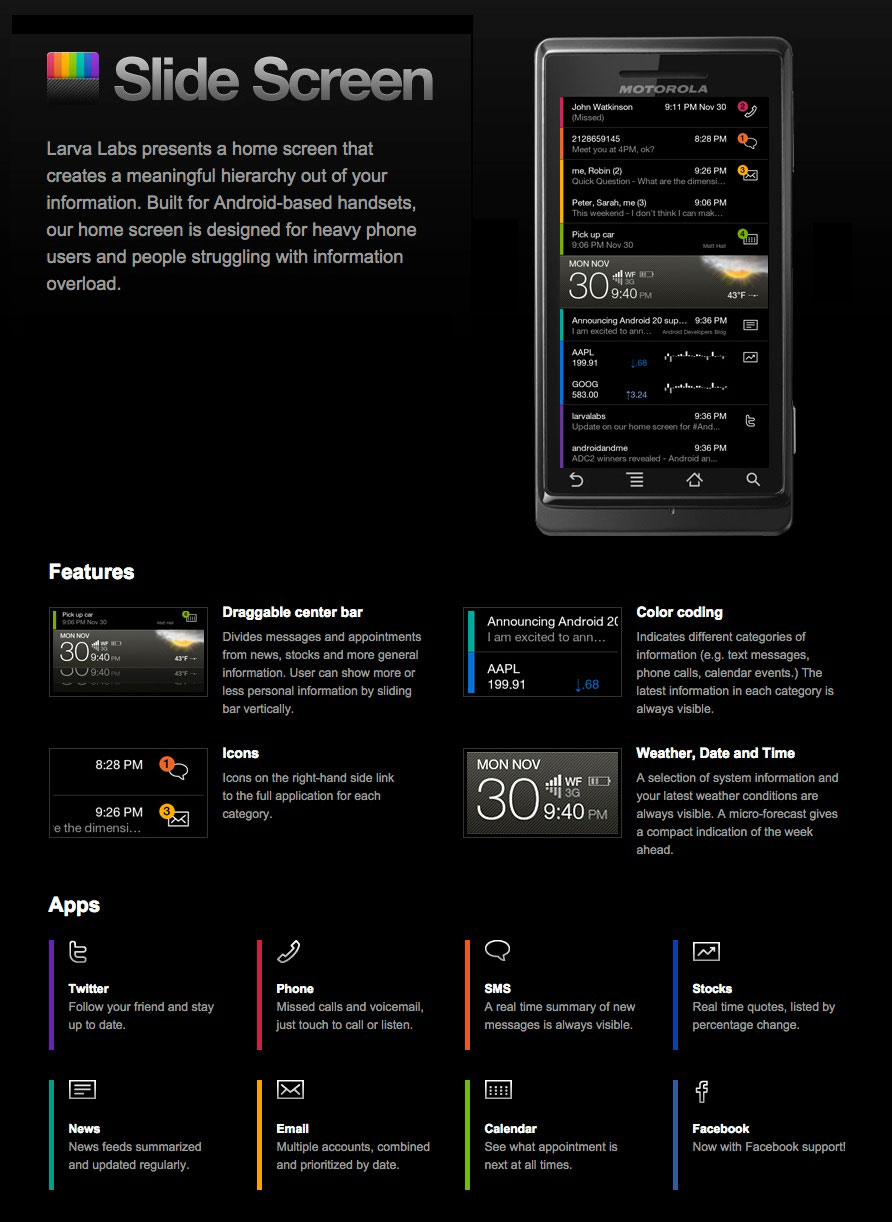 Slide Screen
Larva Labs presents a home screen that
creates a meaningful hierarchy out of your
information. Built for Android-based handsets,
our home screen is designed for heavy phone
users and people struggling with information
overload.
MOTOROLA
John Watkinson 9:11 PM Nov 30 2
(Missed)
2128659145 8:28 PM 1
Meet you at 4PM, ok?
me, Robin (2) 9:26 PM 3
Quick Question - What are the dimensi...
Peter, Sarah, me (3) 9:06 PM
This weekend - I don't think I can mak...
Pick up car 4
9:06 PM Nov 30 Matt Hall
MON NOV
30 WF
3G
9:40 PM 43°F
Announcing Android 20 sup... 9:36 PM
I am excited to ann... Android Developers Blog
AAPL
199.91 ↓.68
GOOG
583.00 ↑3.24
larvalabs 9:36 PM
Update on our home screen for #And...
androidandme 9:36 PM
ADC2 winners revealed - Android an...
Features
Pick up car 4
9:06 PM Nov 30 Matt Hall
MON NOV
30 WF
3G
9:40 PM 43°F
30 9:40 PM 43°F
30 9:40 PM 43°F
Draggable center bar
Divides messages and appointments
from news, stocks and more general
information. User can show more or
less personal information by sliding
bar vertically.
Announcing Android 20
I am excited to ann...
AAPL
199.91 ↓.68
Color coding
Indicates different categories of
information (e.g. text messages,
phone calls, calendar events.) The
latest information in each category is
always visible.
8:28 PM 1
9:26 PM 3
e the dimensi...
Icons
Icons on the right-hand side link
to the full application for each
category.
MON NOV
30 WF
3G
9:40 PM
Weather, Date and Time
A selection of system information and
your latest weather conditions are
always visible. A micro-forecast gives
a compact indication of the week
ahead.
Apps
Twitter
Follow your friend and stay
up to date.
Phone
Missed calls and voicemail,
just touch to call or listen.
SMS
A real time summary of new
messages is always visible.
Stocks
Real time quotes, listed by
percentage change.
News
News feeds summarized
and updated regularly.
Email
Multiple accounts, combined
and prioritized by date.
Calendar
See what appointment is
next at all times.
Facebook
Now with Facebook support!